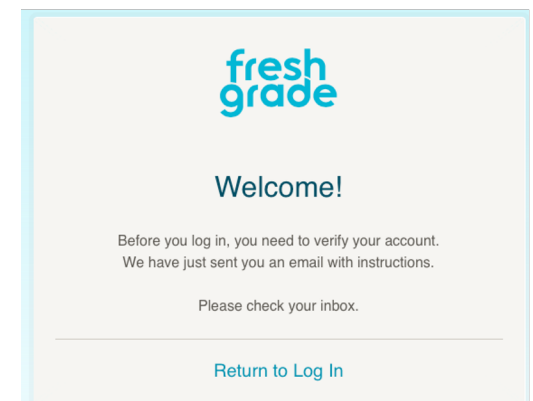 fresh
grade
Welcome!
Before you log in, you need to verify your account.
We have just sent you an email with instructions.
Please check your inbox.
Return to Log In